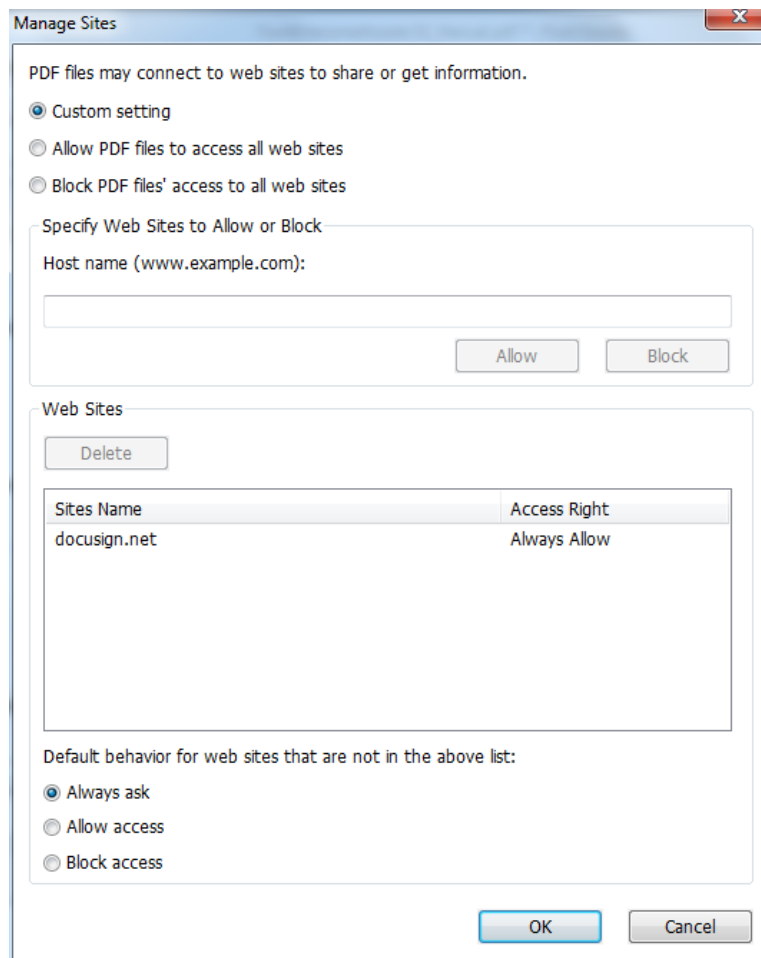 Manage Sites
PDF files may connect to web sites to share or get information.
Custom setting
Allow PDF files to access all web sites
Block PDF files' access to all web sites
Specify Web Sites to Allow or Block
Host name (www.example.com):
Allow Block
Web Sites
Delete
Sites Name Access Right
docusign.net Always Allow
Default behavior for web sites that are not in the above list:
Always ask
Allow access
Block access
OK Cancel